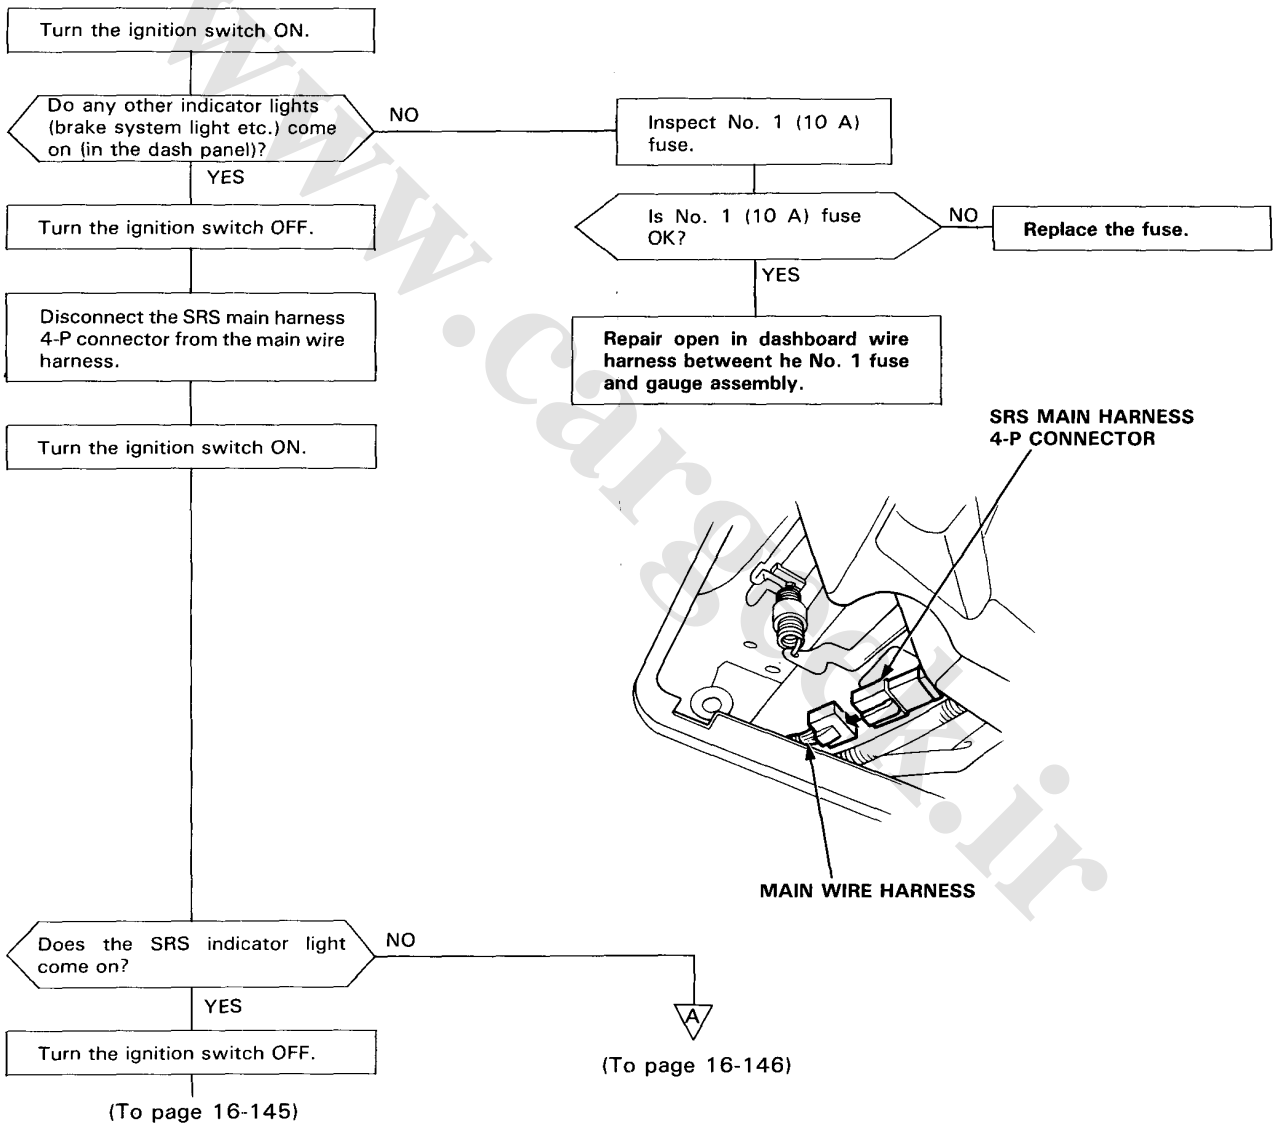 Turn the ignition switch ON.
Do any other indicator lights
(brake system light etc.) come
on (in the dash panel)?
NO
YES
Inspect No. 1 (10 A)
fuse.
Is No. 1 (10 A) fuse
OK?
NO
Replace the fuse.
YES
Repair open in dashboard wire
harness betweent he No. 1 fuse
and gauge assembly.
Turn the ignition switch OFF.
Disconnect the SRS main harness
4-P connector from the main wire
harness.
Turn the ignition switch ON.
SRS MAIN HARNESS
4-P CONNECTOR
MAIN WIRE HARNESS
Does the SRS indicator light
come on?
NO
A
(To page 16-146)
YES
Turn the ignition switch OFF.
(To page 16-145)
www.cargeek.ir